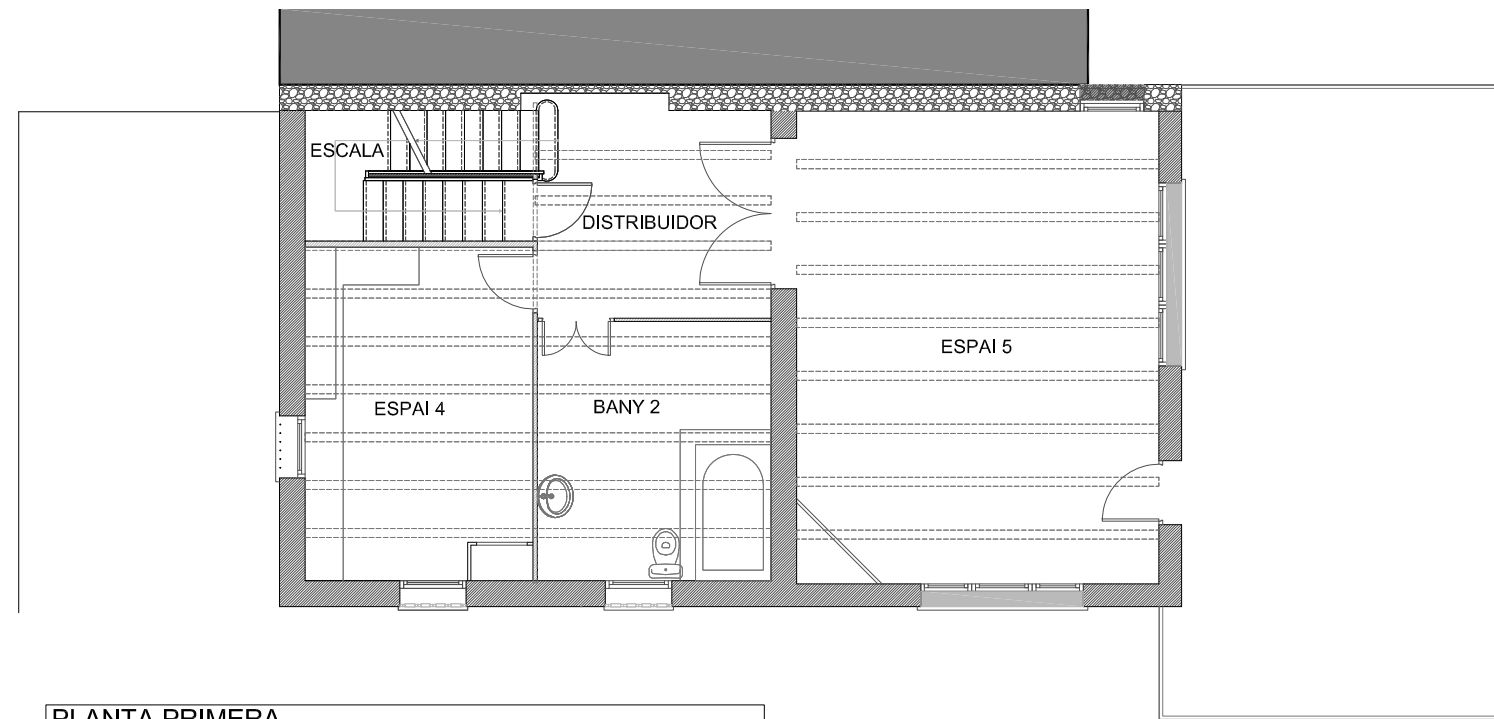 ESCALA
DISTRIBUIDOR
ESPAI 5
ESPAI 4
BANY 2
PLANTA PRIMERA